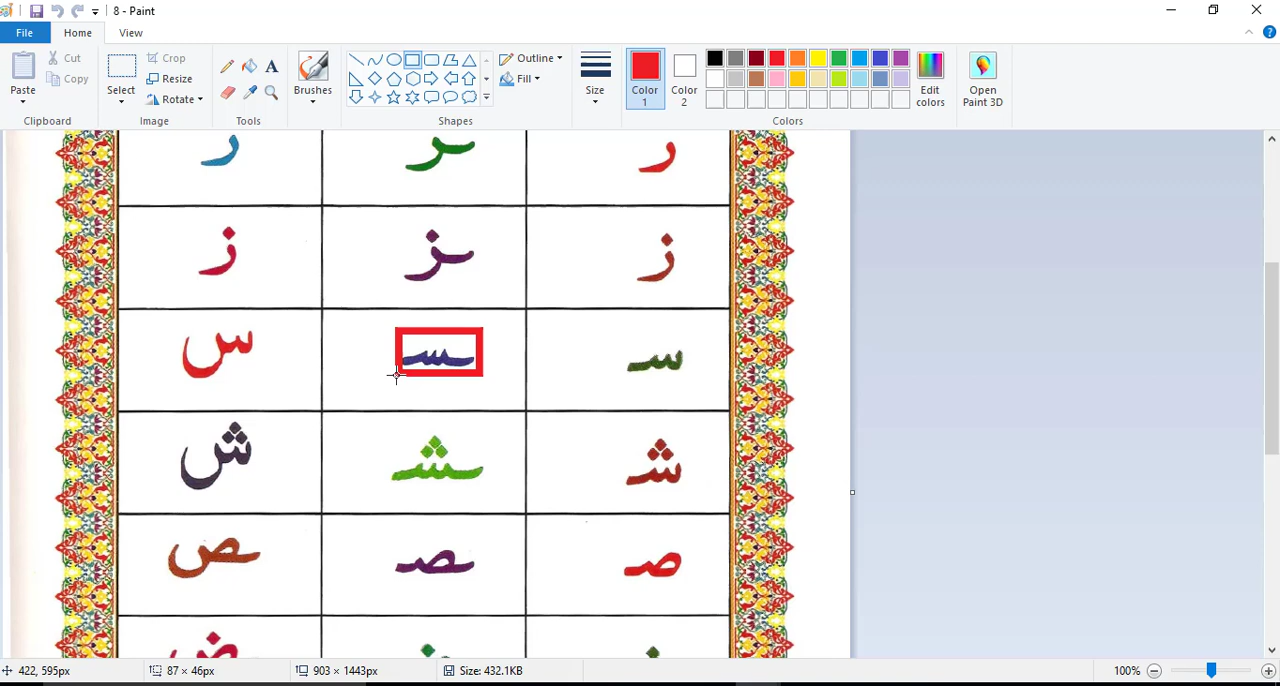 8 - Paint
File Home View
Paste Cut Copy
Select Crop Resize Rotate
A
Brushes
Outline Fill
Size
Color 1
Color 2
Edit colors
Open Paint 3D
Clipboard Image Tools Shapes Colors
ر ـر ر
ز ـز ز
سـ ـسـ س
شـ ـشـ ش
صـ ـصـ ـص
422, 595px 87 × 46px 903 × 1443px Size: 432.1KB 100%